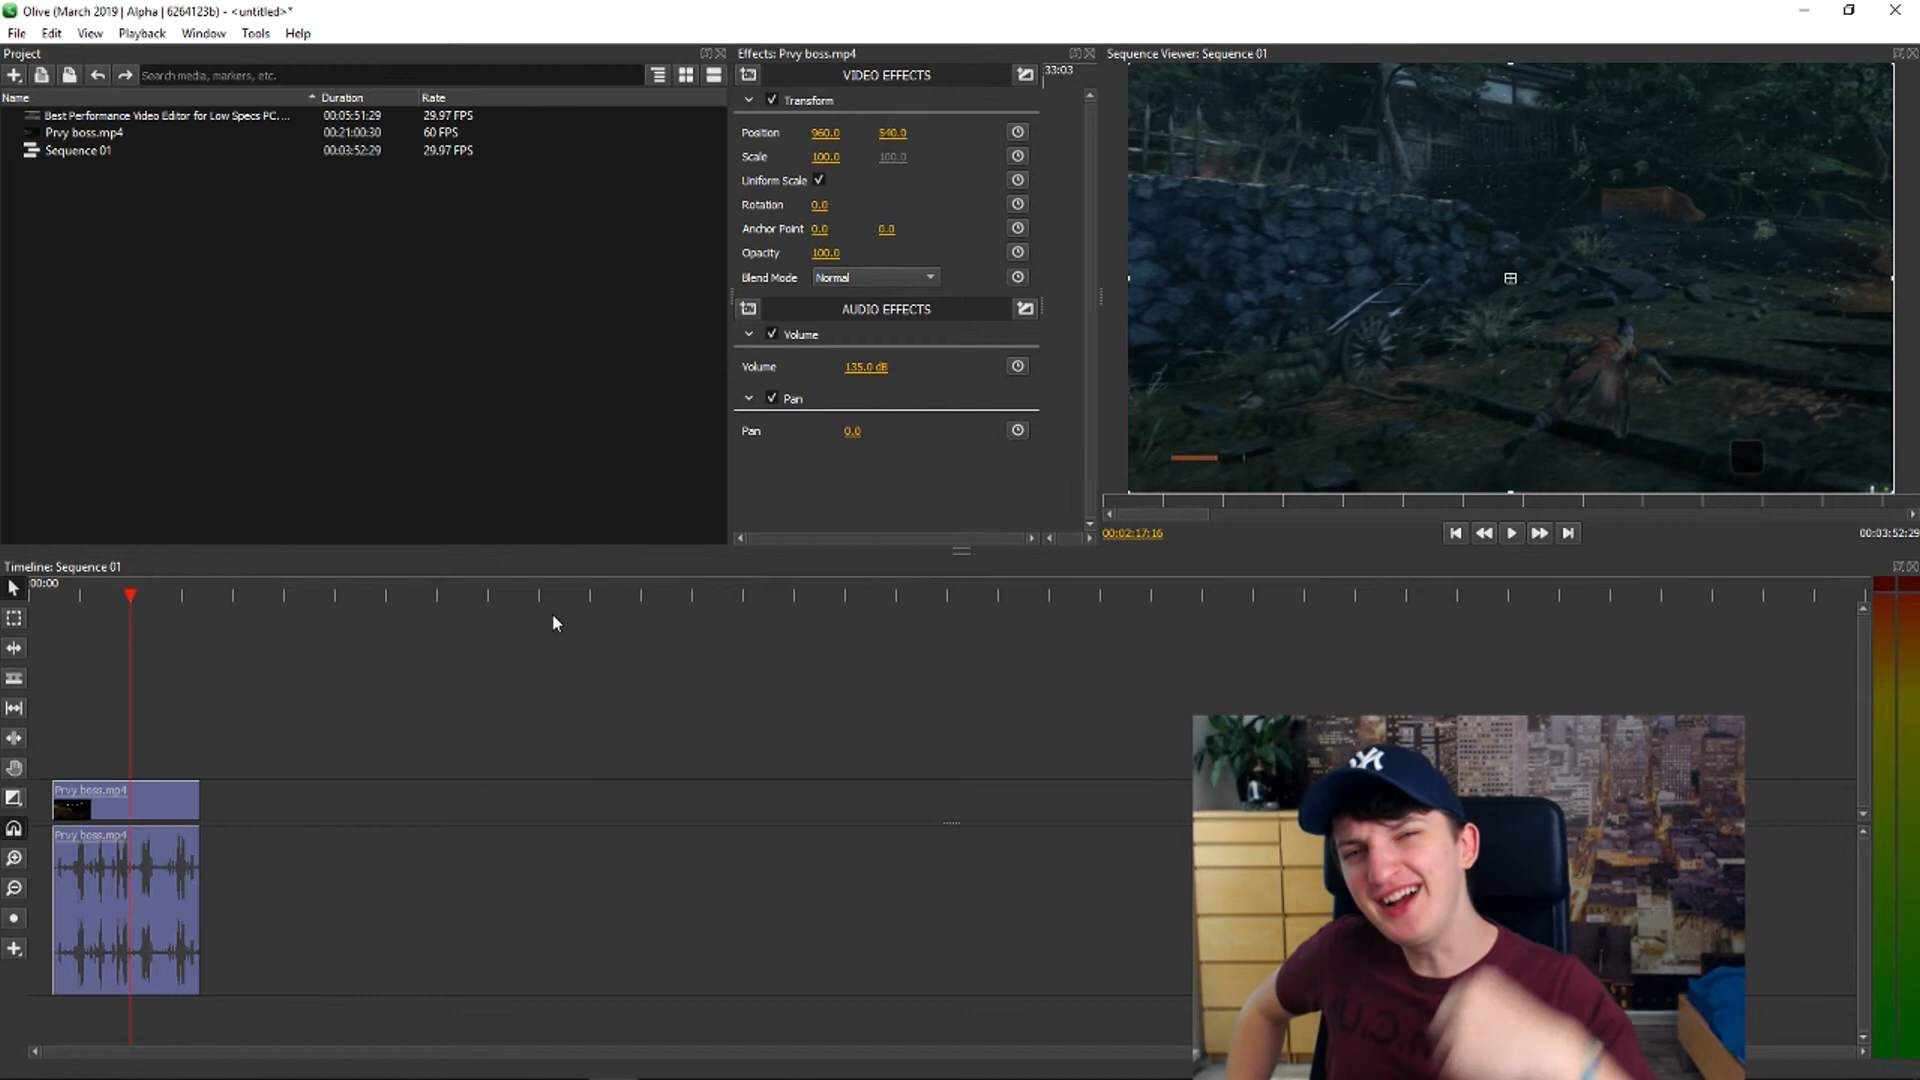 Olive (March 2019 | Alpha | 6264123b) - <untitled>*
File Edit View Playback Window Tools Help
Project
Search media, markers, etc.
Name Duration Rate
Best Performance Video Editor for Low Specs PC.... 00:05:51:29 29.97 FPS
Prvy boss.mp4 00:21:00:30 60 FPS
Sequence 01 00:03:52:29 29.97 FPS
Effects: Prvy boss.mp4
VIDEO EFFECTS
33:03
Transform
Position 960.0 540.0
Scale 100.0 100.0
Uniform Scale
Rotation 0.0
Anchor Point 0.0 0.0
Opacity 100.0
Blend Mode Normal
AUDIO EFFECTS
Volume
Volume 135.0 dB
Pan
Pan 0.0
Sequence Viewer: Sequence 01
00:02:17:16
00:03:52:29
Timeline: Sequence 01
:00:00
Prvy boss.mp4
Prvy boss.mp4